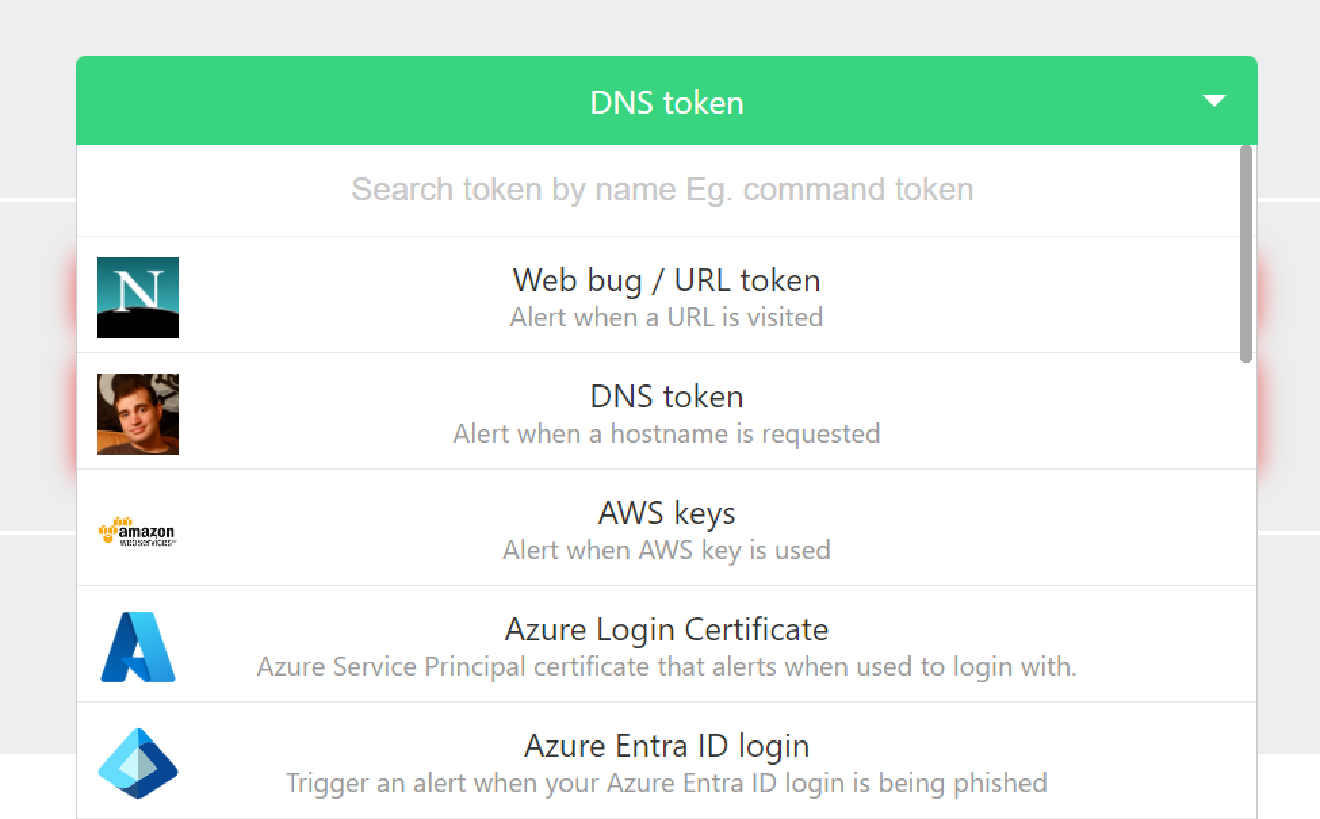 DNS token
Search token by name Eg. command token
N
Web bug / URL token
Alert when a URL is visited
DNS token
Alert when a hostname is requested
amazon
webservices
AWS keys
Alert when AWS key is used
Azure Login Certificate
Azure Service Principal certificate that alerts when used to login with.
Azure Entra ID login
Trigger an alert when your Azure Entra ID login is being phished